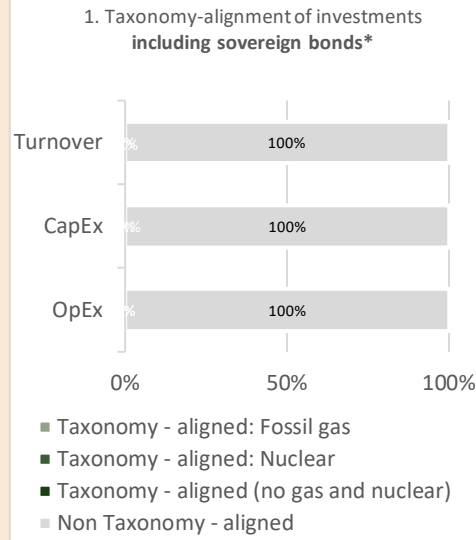 1. Taxonomy-alignment of investments
including sovereign bonds*
Turnover
100%
CapEx
100%
OpEx
100%
0% 50% 100%
■ Taxonomy - aligned: Fossil gas
■ Taxonomy - aligned: Nuclear
■ Taxonomy - aligned (no gas and nuclear)
■ Non Taxonomy - aligned